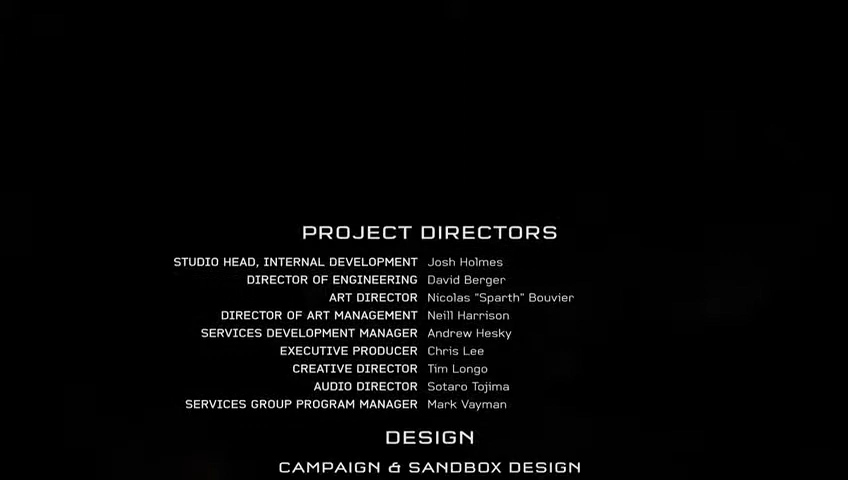 PROJECT DIRECTORS
STUDIO HEAD, INTERNAL DEVELOPMENT Josh Holmes
DIRECTOR OF ENGINEERING David Berger
ART DIRECTOR Nicolas "Sparth" Bouvier
DIRECTOR OF ART MANAGEMENT Neill Harrison
SERVICES DEVELOPMENT MANAGER Andrew Hesky
EXECUTIVE PRODUCER Chris Lee
CREATIVE DIRECTOR Tim Longo
AUDIO DIRECTOR Sotaro Tojima
SERVICES GROUP PROGRAM MANAGER Mark Vayman
DESIGN
CAMPAIGN & SANDBOX DESIGN